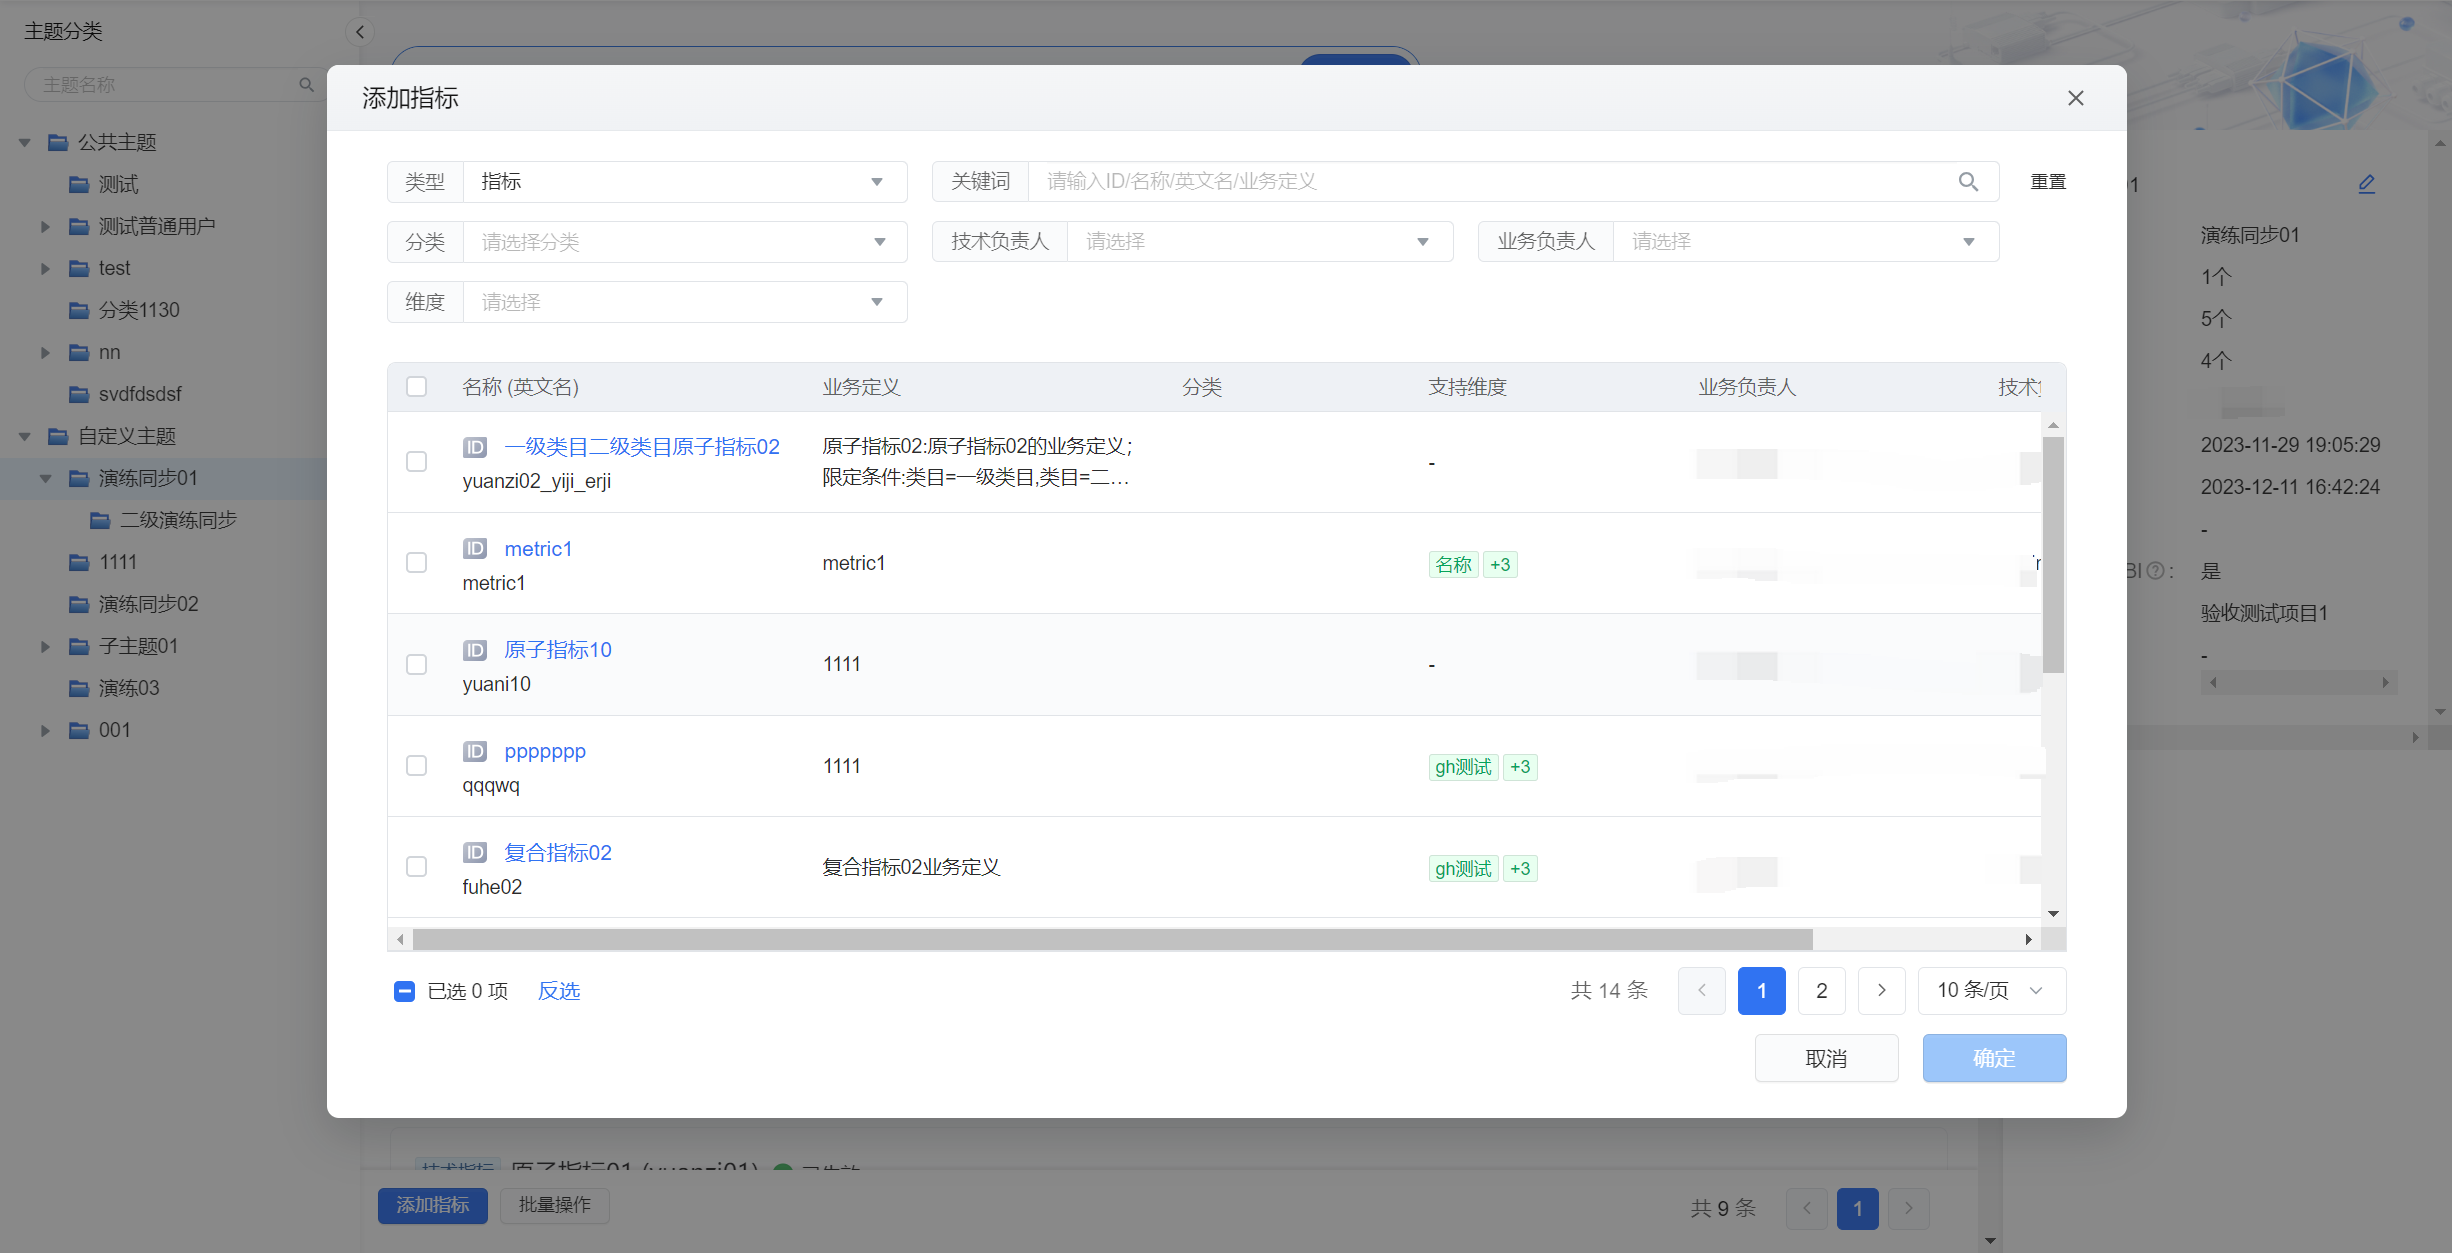 主题分类
主题名称
公共主题
测试
测试普通用户
test
分类1130
nn
svdfdsdsf
自定义主题
演练同步01
二级演练同步
1111
演练同步02
子主题01
演练03
001
添加指标
类型 指标
关键词 请输入ID/名称/英文名/业务定义
重置
分类 请选择分类
技术负责人 请选择
业务负责人 请选择
维度 请选择
名称 (英文名) 业务定义 分类 支持维度 业务负责人
ID 一级类目二级类目原子指标02
yuanzi02_yiji_erji
原子指标02:原子指标02的业务定义；
限定条件:类目=一级类目,类目=二...
-
ID metric1
metric1
metric1
名称 +3
ID 原子指标10
yuani10
1111
-
ID ppppppp
qqqwq
1111
gh测试 +3
ID 复合指标02
fuhe02
复合指标02业务定义
gh测试 +3
已选 0 项 反选
共 14 条 1 2 10 条/页
取消 确定
演练同步01
1个
5个
4个
2023-11-29 19:05:29
2023-12-11 16:42:24
-
BI : 是
验收测试项目1
-
添加指标 批量操作
共 9 条 1